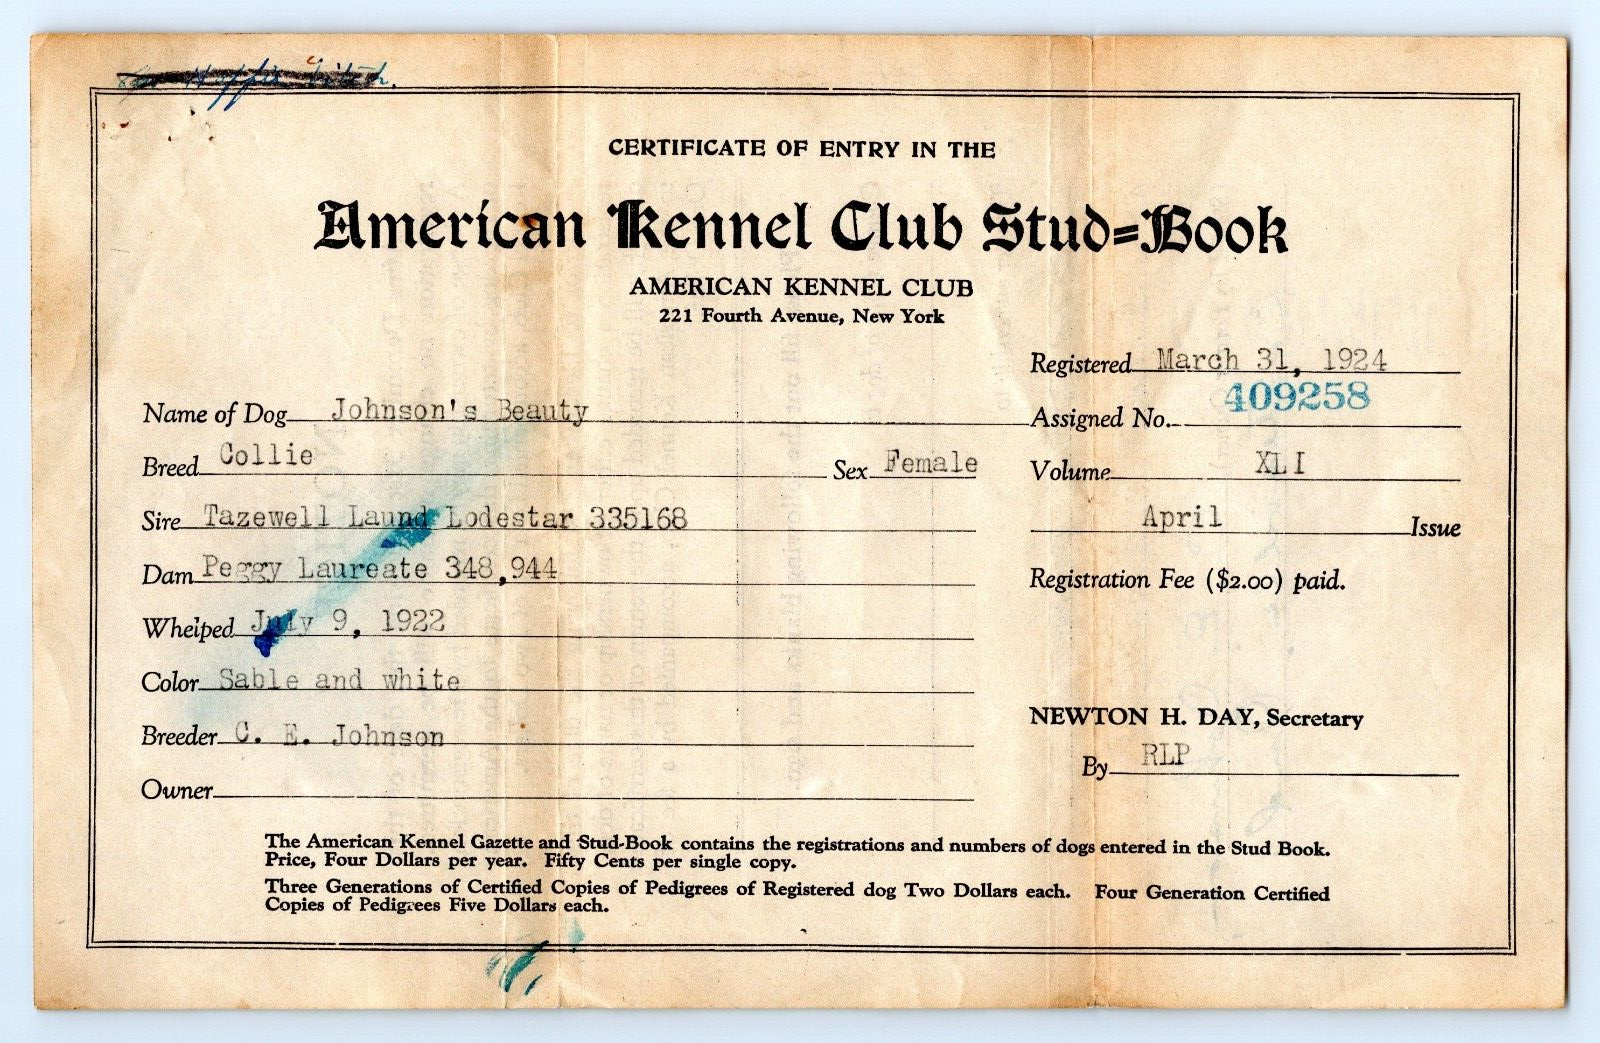 CERTIFICATE OF ENTRY IN THE
American Kennel Club Stud=Book
AMERICAN KENNEL CLUB
221 Fourth Avenue, New York
Registered March 31, 1924
Name of Dog Johnson's Beauty
Assigned No. 409258
Breed Collie Sex Female
Volume XLI
Sire Tazewell Laund Lodestar 335168
April Issue
Dam Peggy Laureate 348,944
Registration Fee ($2.00) paid.
Whelped July 9, 1922
Color Sable and white
NEWTON H. DAY, Secretary
Breeder C. E. Johnson
By RLP
Owner
The American Kennel Gazette and Stud-Book contains the registrations and numbers of dogs entered in the Stud Book.
Price, Four Dollars per year. Fifty Cents per single copy.
Three Generations of Certified Copies of Pedigrees of Registered dog Two Dollars each. Four Generation Certified
Copies of Pedigrees Five Dollars each.